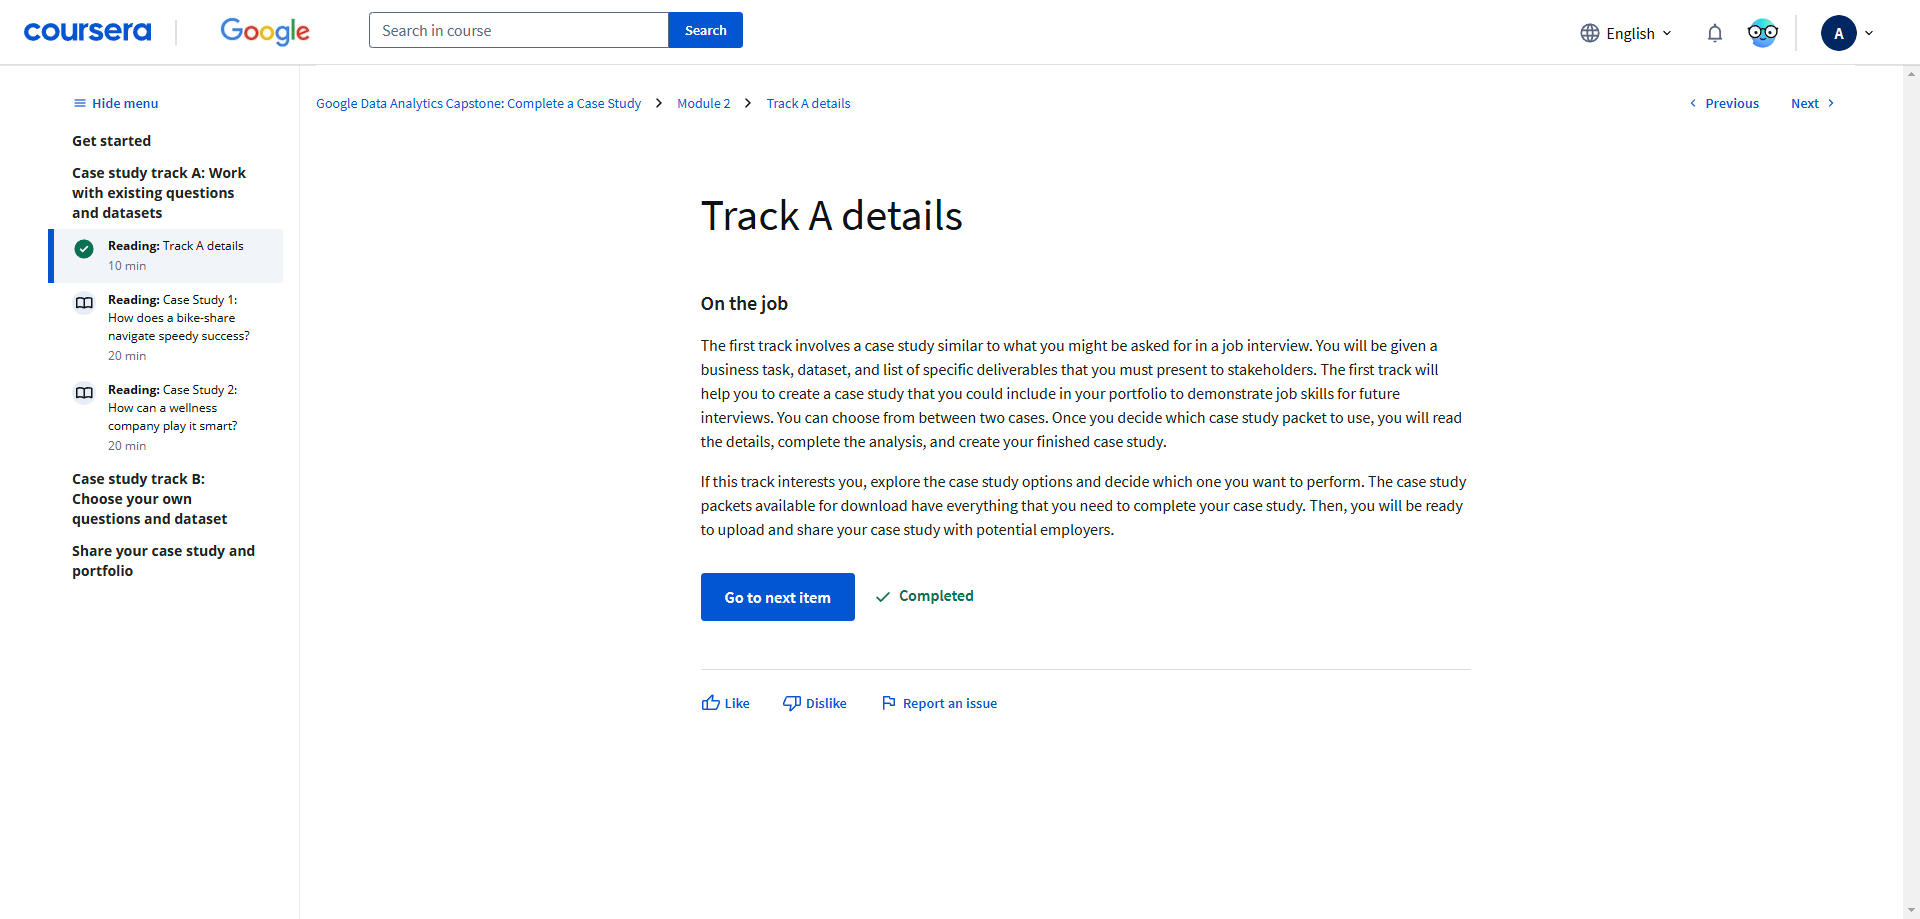 coursera
Google
Search in course
Search
English
A
Hide menu
Get started
Case study track A: Work
with existing questions
and datasets
Reading: Track A details
10 min
Reading: Case Study 1:
How does a bike-share
navigate speedy success?
20 min
Reading: Case Study 2:
How can a wellness
company play it smart?
20 min
Case study track B:
Choose your own
questions and dataset
Share your case study and
portfolio
Google Data Analytics Capstone: Complete a Case Study > Module 2 > Track A details
Previous
Next
Track A details
On the job
The first track involves a case study similar to what you might be asked for in a job interview. You will be given a
business task, dataset, and list of specific deliverables that you must present to stakeholders. The first track will
help you to create a case study that you could include in your portfolio to demonstrate job skills for future
interviews. You can choose from between two cases. Once you decide which case study packet to use, you will read
the details, complete the analysis, and create your finished case study.
If this track interests you, explore the case study options and decide which one you want to perform. The case study
packets available for download have everything that you need to complete your case study. Then, you will be ready
to upload and share your case study with potential employers.
Go to next item
Completed
Like
Dislike
Report an issue